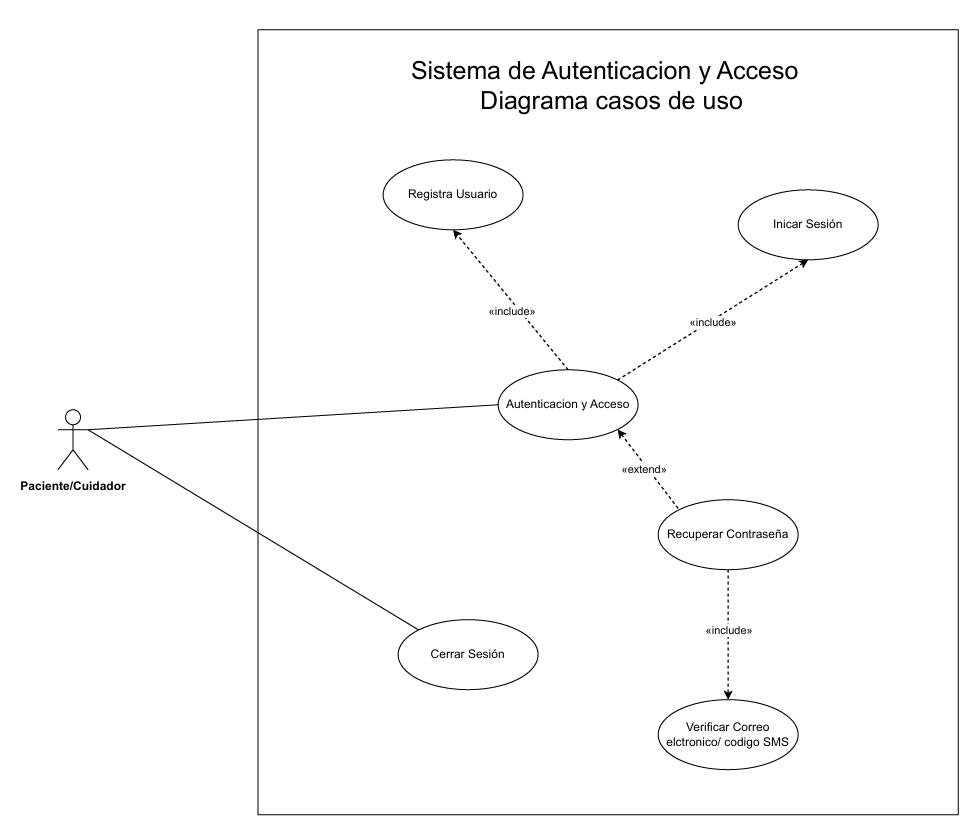 Sistema de Autenticacion y Acceso
Diagrama casos de uso
Registra Usuario
Inicar Sesión
«include»
«include»
Autenticacion y Acceso
Paciente/Cuidador
«extend»
Recuperar Contraseña
«include»
Cerrar Sesión
Verificar Correo
elctronico/ codigo SMS